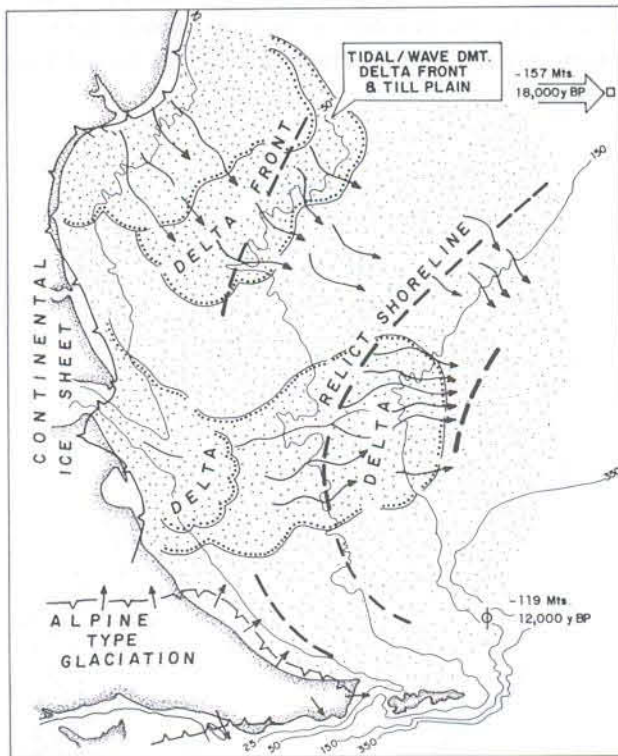 TIDAL/WAVE DMT.
DELTA FRONT
& TILL PLAIN
-157 Mts.
18,000 y BP
50
150
DELTA FRONT
RELICT SHORELINE
CONTINENTAL
ICE SHEET
DELTA
DELTA
350
-119 Mts.
12,000 y BP
ALPINE
TYPE
GLACIATION
25
50
150
350